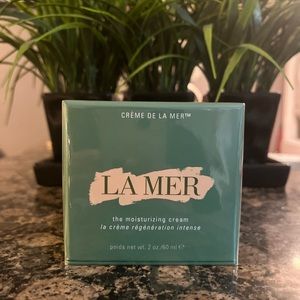 CRÈME DE LA MER™
LA MER
the moisturizing cream
la crème régénération intense
poids net wt. 2 oz./60 ml ℮